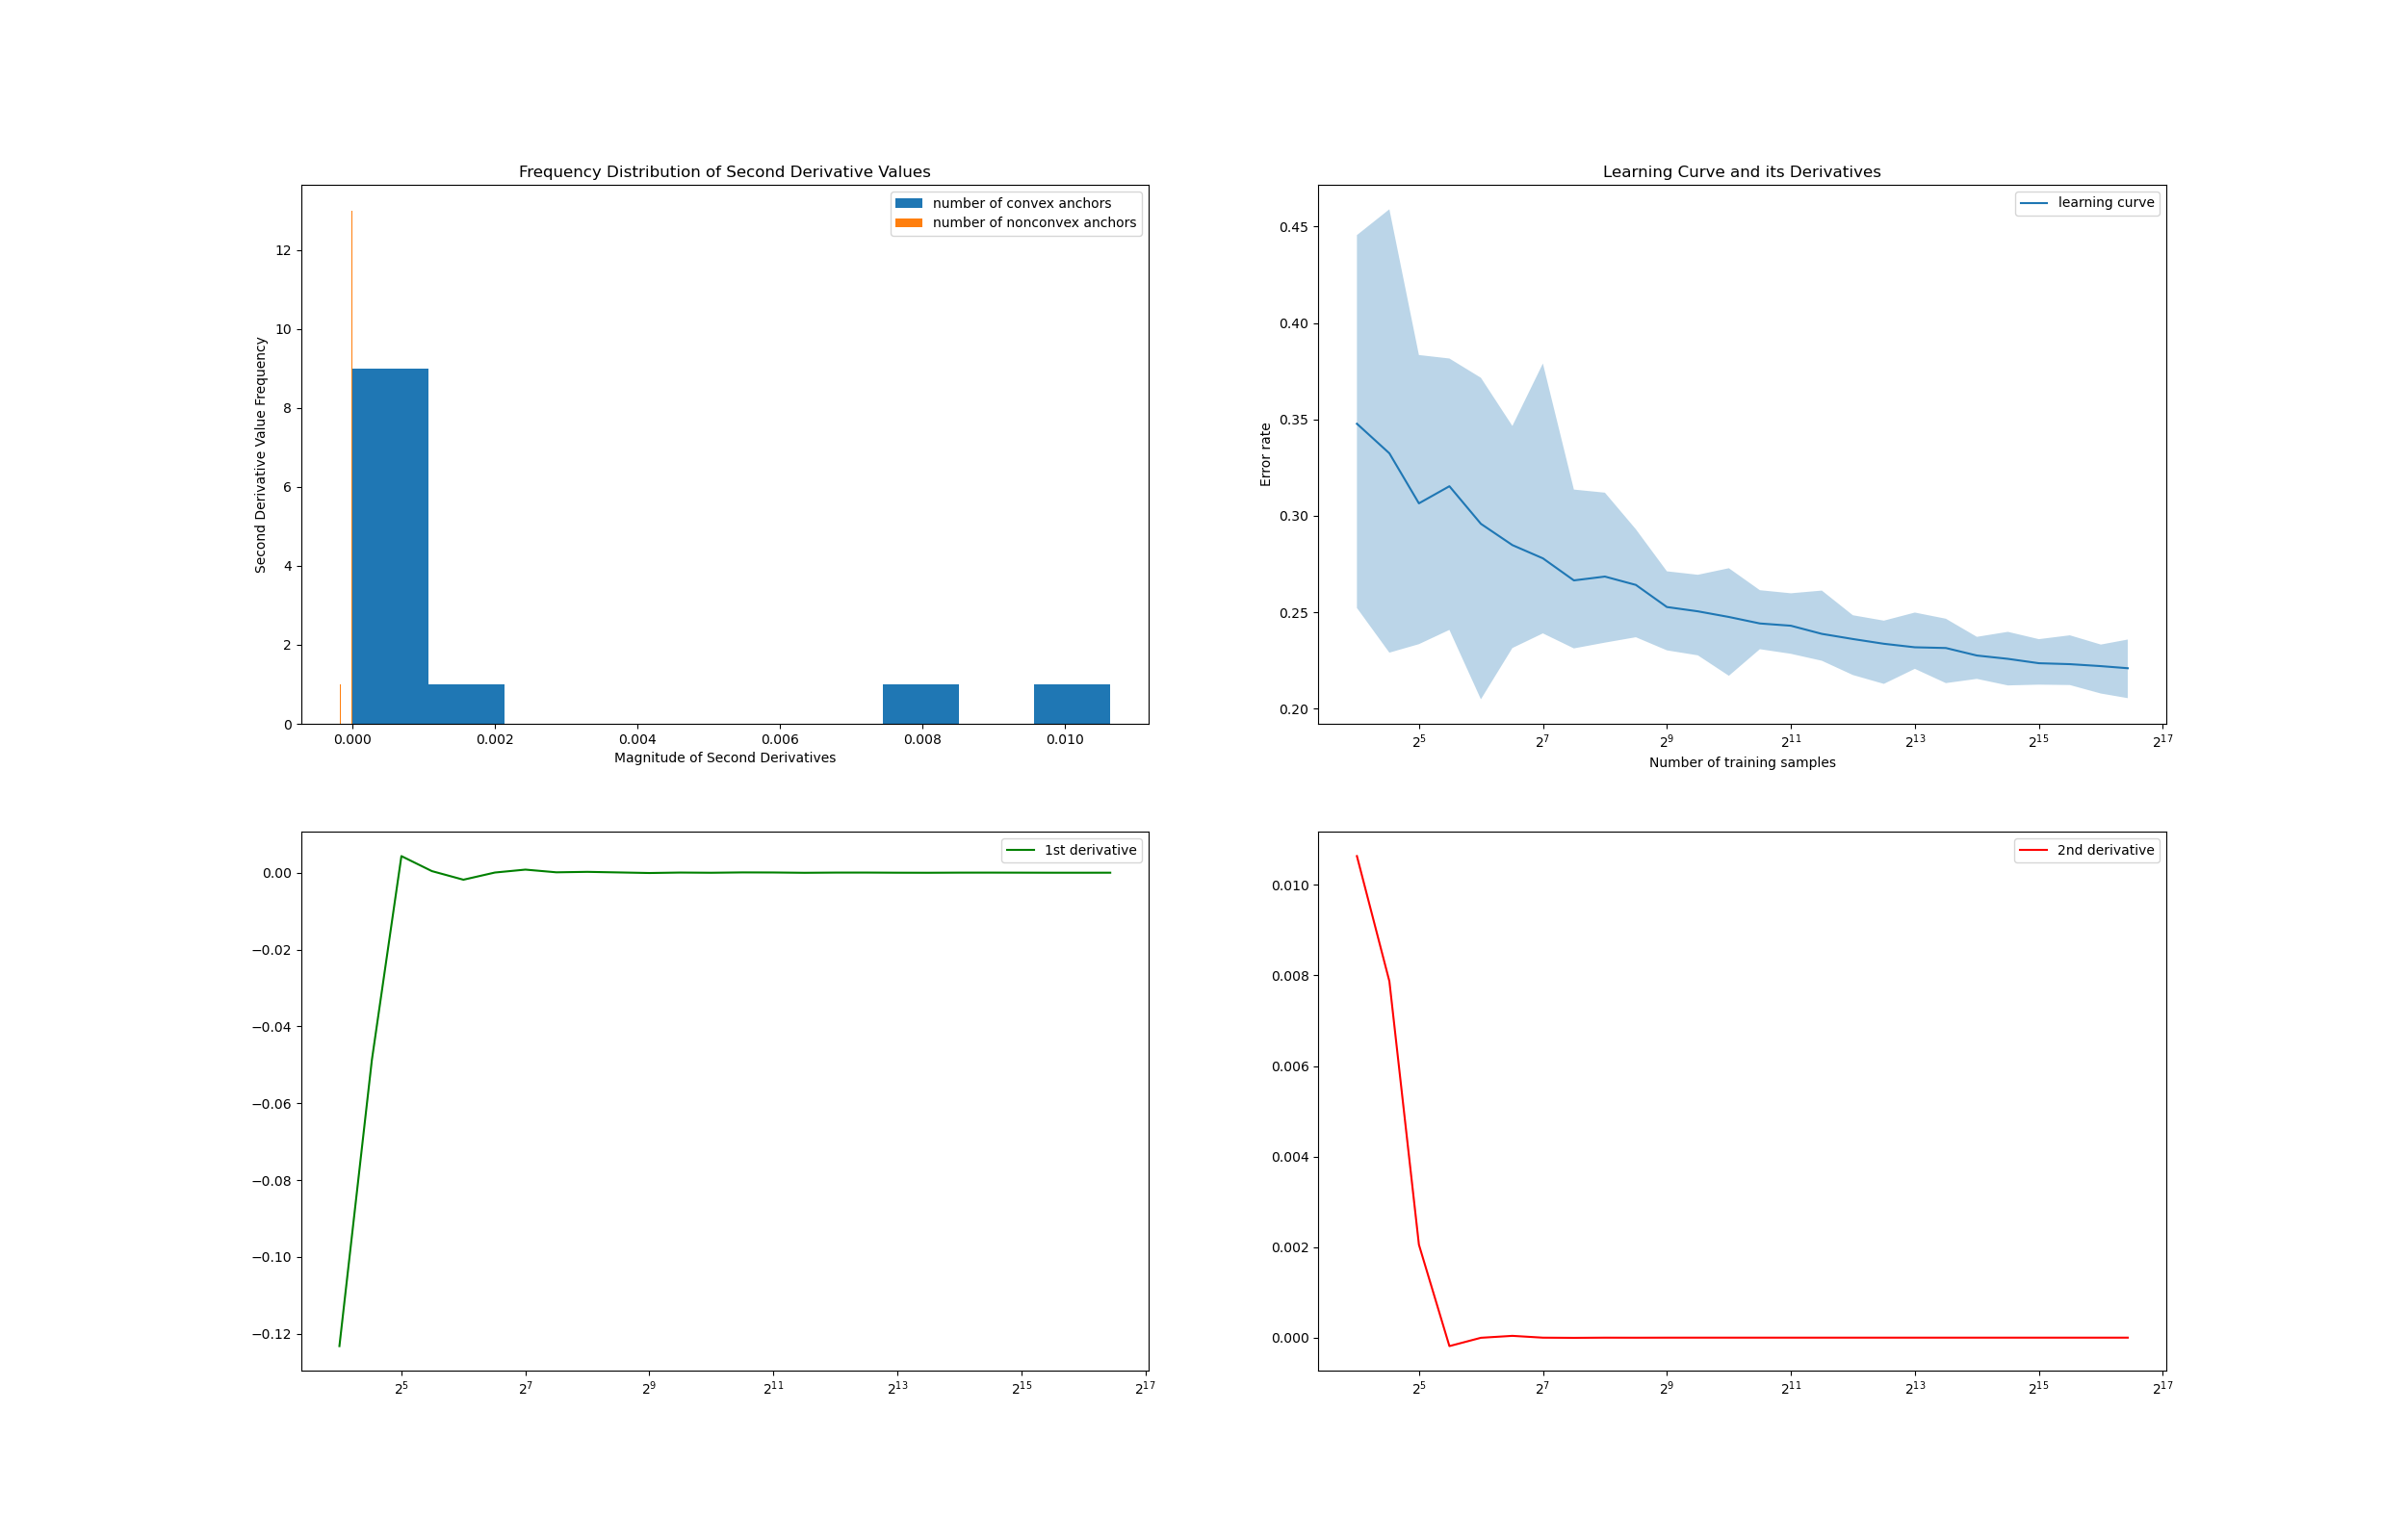 Frequency Distribution of Second Derivative Values
number of convex anchors
number of nonconvex anchors
Second Derivative Value Frequency
12
10
8
6
4
2
0
0.000 0.002 0.004 0.006 0.008 0.010
Magnitude of Second Derivatives
Learning Curve and its Derivatives
learning curve
Error rate
0.45
0.40
0.35
0.30
0.25
0.20
2^5 2^7 2^9 2^11 2^13 2^15 2^17
Number of training samples
1st derivative
0.00
−0.02
−0.04
−0.06
−0.08
−0.10
−0.12
2^5 2^7 2^9 2^11 2^13 2^15 2^17
2nd derivative
0.010
0.008
0.006
0.004
0.002
0.000
2^5 2^7 2^9 2^11 2^13 2^15 2^17